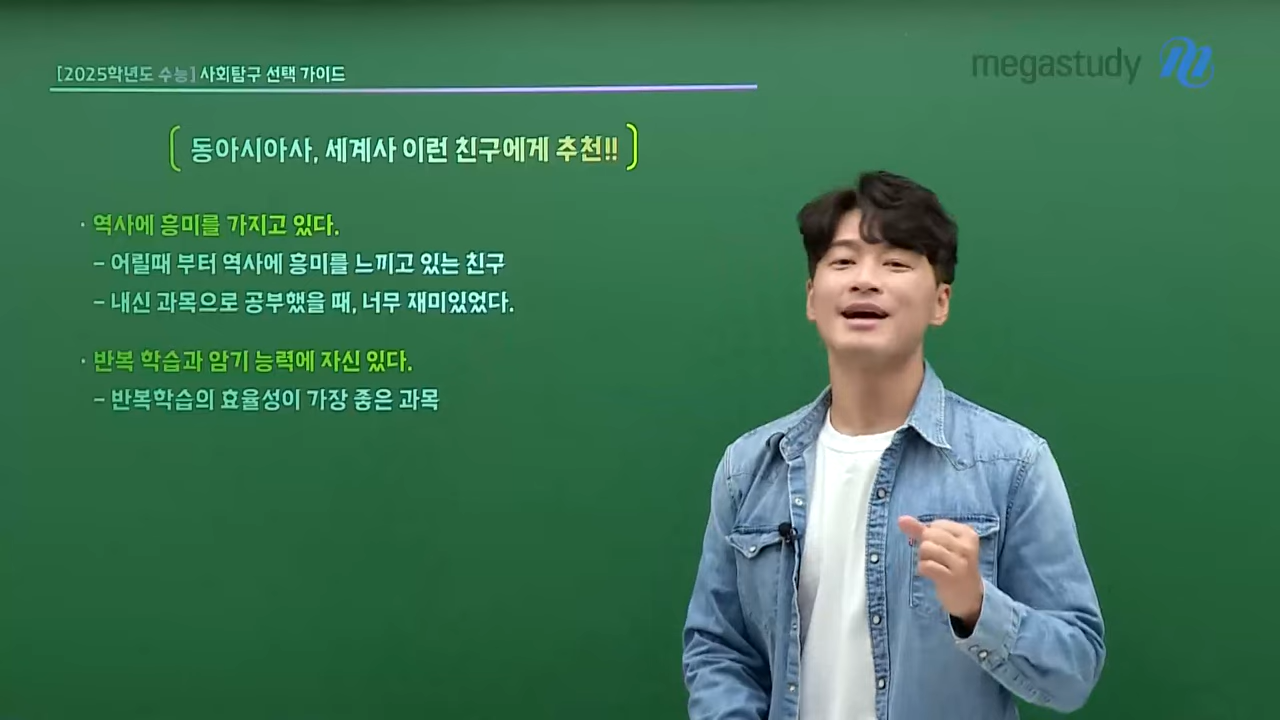 [2025학년도 수능] 사회탐구 선택 가이드
megastudy
동아시아사, 세계사 이런 친구에게 추천!!
· 역사에 흥미를 가지고 있다.
- 어릴때 부터 역사에 흥미를 느끼고 있는 친구
- 내신 과목으로 공부했을 때, 너무 재미있었다.
· 반복 학습과 암기 능력에 자신 있다.
- 반복학습의 효율성이 가장 좋은 과목